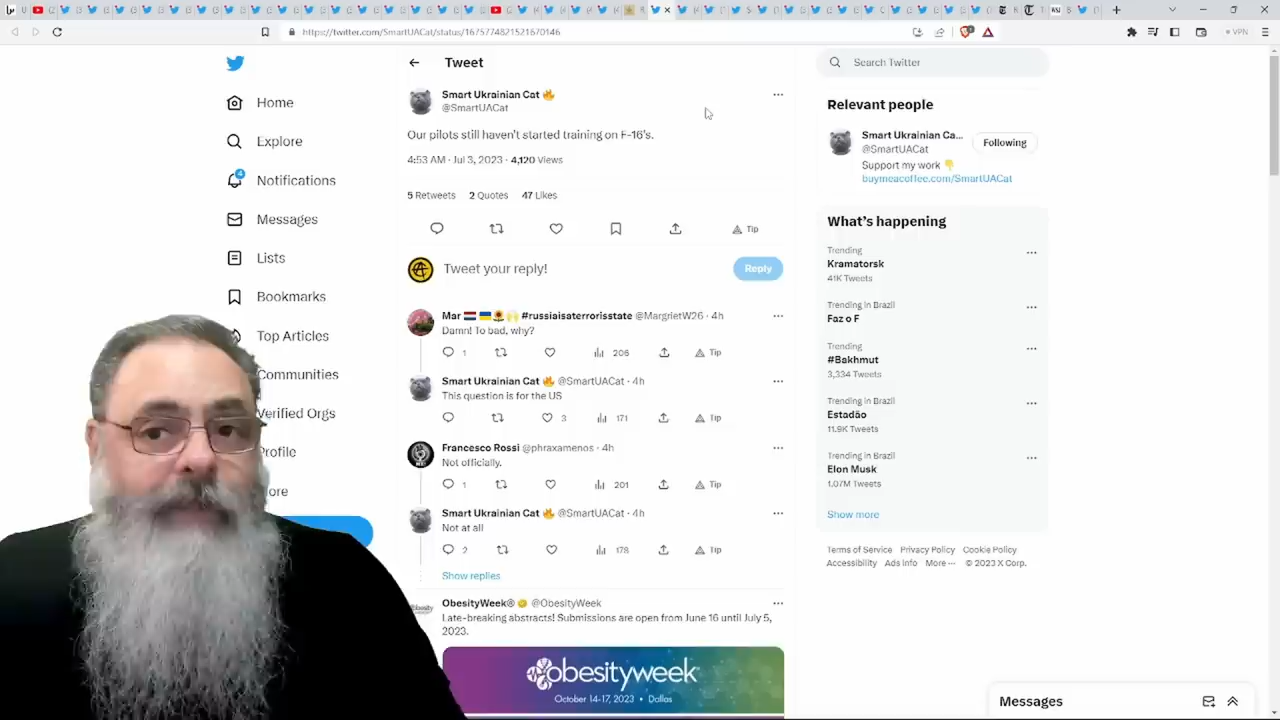 https://twitter.com/SmartUACat/status/1675774821521670146
VPN
Home
Explore
4
Notifications
Messages
Lists
Bookmarks
Top Articles
Communities
Verified Orgs
Profile
ore
Tweet
Smart Ukrainian Cat 🔥
@SmartUACat
Our pilots still haven't started training on F-16's.
4:53 AM · Jul 3, 2023 · 4,120 Views
5 Retweets 2 Quotes 47 Likes
Tip
Tweet your reply!
Reply
Mar 🇳🇱 🇺🇦 🌻 🙌 #russiaisaterrorisstate @MargrietW26 · 4h
Damn! To bad, why?
1 206 Tip
Smart Ukrainian Cat 🔥 @SmartUACat · 4h
This question is for the US
3 171 Tip
Francesco Rossi @phraxamenos · 4h
Not officially.
1 201 Tip
Smart Ukrainian Cat 🔥 @SmartUACat · 4h
Not at all
2 178 Tip
Show replies
ObesityWeek® @ObesityWeek
Late-breaking abstracts! Submissions are open from June 16 until July 5,
2023.
obesityweek
October 14-17, 2023 • Dallas
Search Twitter
Relevant people
Smart Ukrainian Ca...
@SmartUACat
Following
Support my work 👇
buymeacoffee.com/SmartUACat
What's happening
Trending
Kramatorsk
41K Tweets
Trending in Brazil
Faz o F
Trending
#Bakhmut
3,334 Tweets
Trending in Brazil
Estadão
11.9K Tweets
Trending in Brazil
Elon Musk
1.07M Tweets
Show more
Terms of Service Privacy Policy Cookie Policy
Accessibility Ads info More ··· © 2023 X Corp.
Messages